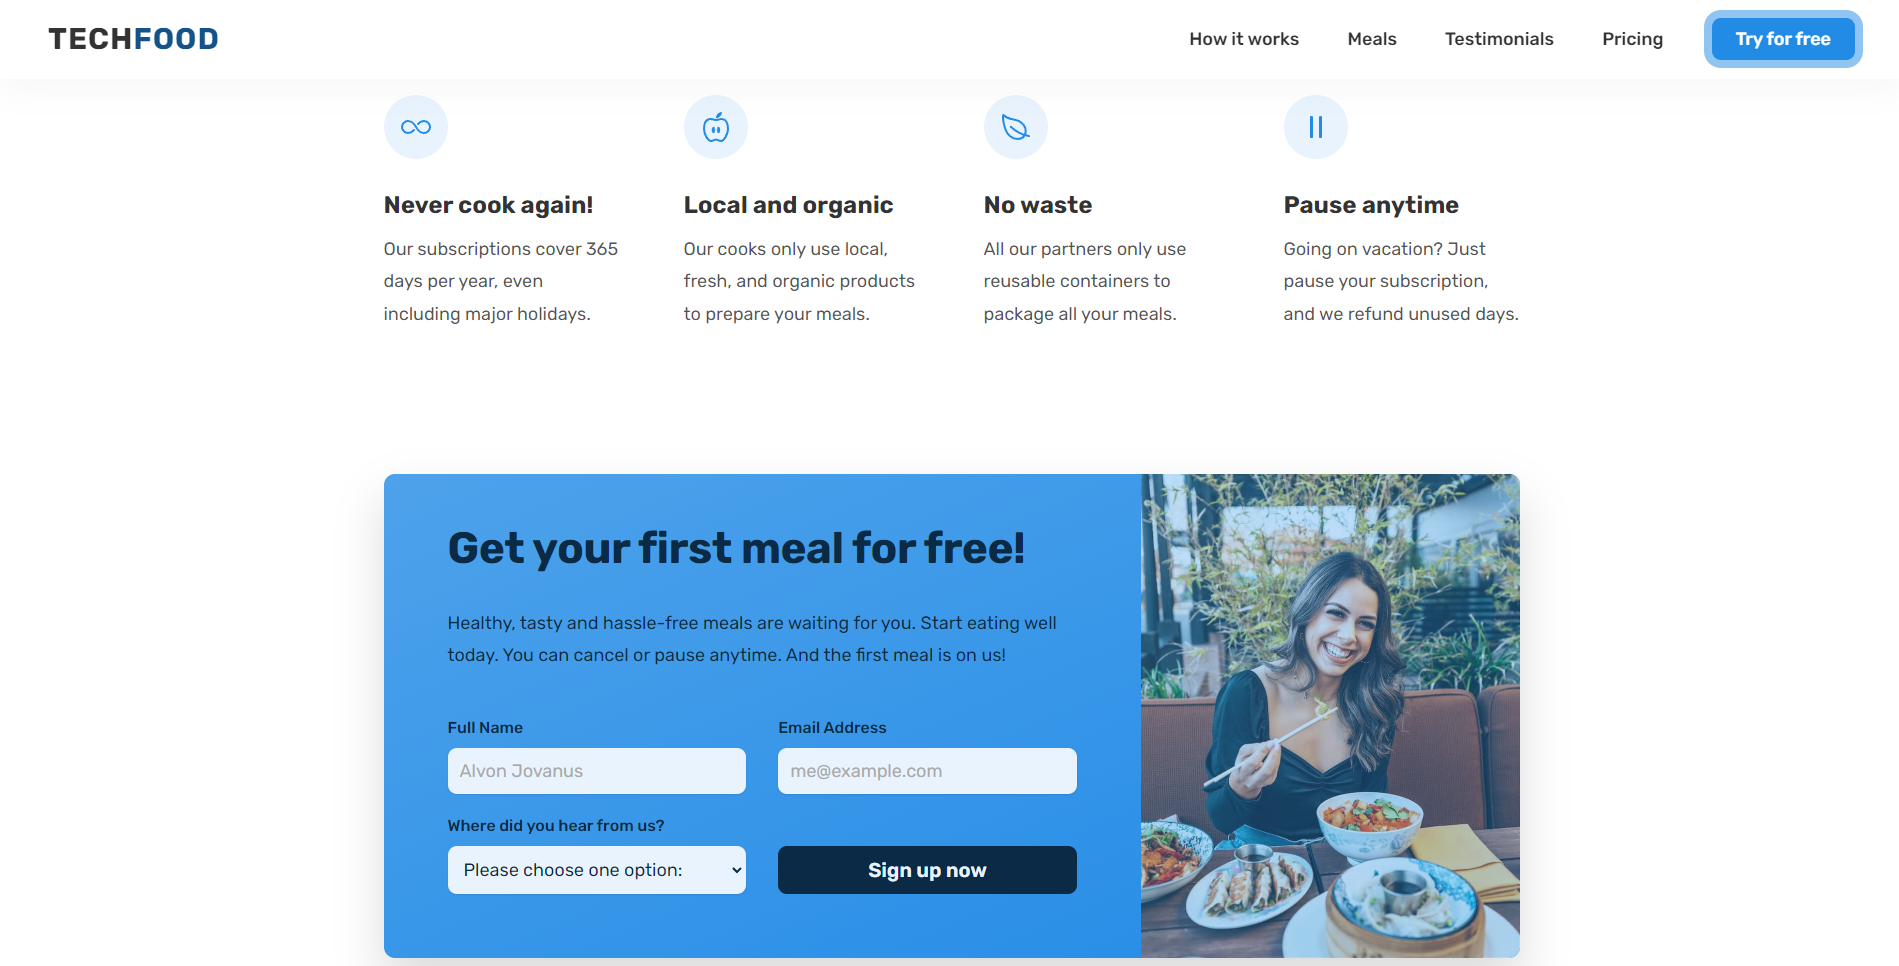 TECHFOOD
How it works
Meals
Testimonials
Pricing
Try for free
Never cook again!
Our subscriptions cover 365
days per year, even
including major holidays.
Local and organic
Our cooks only use local,
fresh, and organic products
to prepare your meals.
No waste
All our partners only use
reusable containers to
package all your meals.
Pause anytime
Going on vacation? Just
pause your subscription,
and we refund unused days.
Get your first meal for free!
Healthy, tasty and hassle-free meals are waiting for you. Start eating well
today. You can cancel or pause anytime. And the first meal is on us!
Full Name
Alvon Jovanus
Email Address
me@example.com
Where did you hear from us?
Please choose one option:
Sign up now